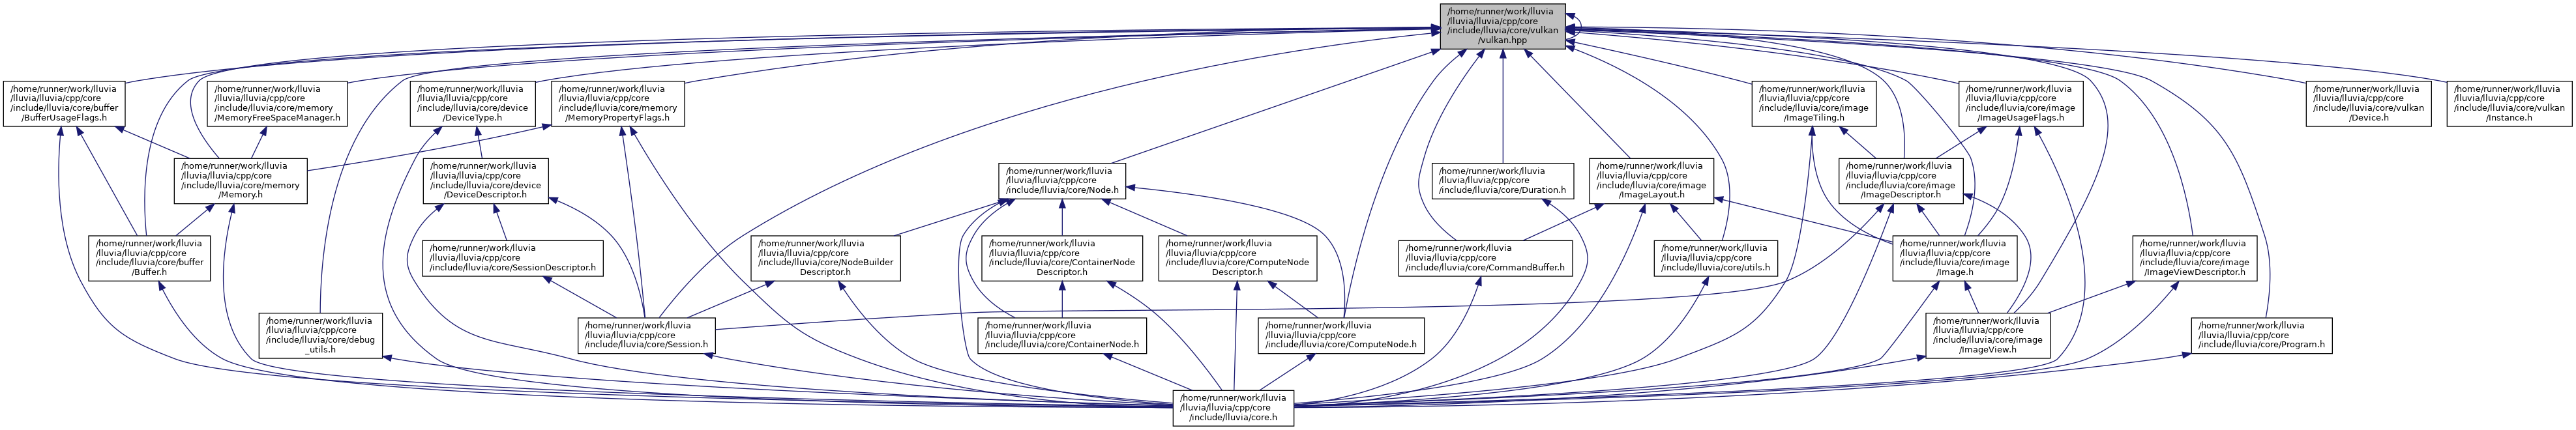 /home/runner/work/lluvia
/lluvia/lluvia/cpp/core
/include/lluvia/core/vulkan
/vulkan.hpp
/home/runner/work/lluvia
/lluvia/lluvia/cpp/core
/include/lluvia/core/buffer
/BufferUsageFlags.h
/home/runner/work/lluvia
/lluvia/lluvia/cpp/core
/include/lluvia/core/memory
/MemoryFreeSpaceManager.h
/home/runner/work/lluvia
/lluvia/lluvia/cpp/core
/include/lluvia/core/device
/DeviceType.h
/home/runner/work/lluvia
/lluvia/lluvia/cpp/core
/include/lluvia/core/memory
/MemoryPropertyFlags.h
/home/runner/work/lluvia
/lluvia/lluvia/cpp/core
/include/lluvia/core/image
/ImageTiling.h
/home/runner/work/lluvia
/lluvia/lluvia/cpp/core
/include/lluvia/core/image
/ImageUsageFlags.h
/home/runner/work/lluvia
/lluvia/lluvia/cpp/core
/include/lluvia/core/vulkan
/Device.h
/home/runner/work/lluvia
/lluvia/lluvia/cpp/core
/include/lluvia/core/vulkan
/Instance.h
/home/runner/work/lluvia
/lluvia/lluvia/cpp/core
/include/lluvia/core/memory
/Memory.h
/home/runner/work/lluvia
/lluvia/lluvia/cpp/core
/include/lluvia/core/device
/DeviceDescriptor.h
/home/runner/work/lluvia
/lluvia/lluvia/cpp/core
/include/lluvia/core/Node.h
/home/runner/work/lluvia
/lluvia/lluvia/cpp/core
/include/lluvia/core/Duration.h
/home/runner/work/lluvia
/lluvia/lluvia/cpp/core
/include/lluvia/core/image
/ImageLayout.h
/home/runner/work/lluvia
/lluvia/lluvia/cpp/core
/include/lluvia/core/image
/ImageDescriptor.h
/home/runner/work/lluvia
/lluvia/lluvia/cpp/core
/include/lluvia/core/buffer
/Buffer.h
/home/runner/work/lluvia
/lluvia/lluvia/cpp/core
/include/lluvia/core/SessionDescriptor.h
/home/runner/work/lluvia
/lluvia/lluvia/cpp/core
/include/lluvia/core/NodeBuilder
Descriptor.h
/home/runner/work/lluvia
/lluvia/lluvia/cpp/core
/include/lluvia/core/ContainerNode
Descriptor.h
/home/runner/work/lluvia
/lluvia/lluvia/cpp/core
/include/lluvia/core/ComputeNode
Descriptor.h
/home/runner/work/lluvia
/lluvia/lluvia/cpp/core
/include/lluvia/core/CommandBuffer.h
/home/runner/work/lluvia
/lluvia/lluvia/cpp/core
/include/lluvia/core/utils.h
/home/runner/work/lluvia
/lluvia/lluvia/cpp/core
/include/lluvia/core/image
/Image.h
/home/runner/work/lluvia
/lluvia/lluvia/cpp/core
/include/lluvia/core/image
/ImageViewDescriptor.h
/home/runner/work/lluvia
/lluvia/lluvia/cpp/core
/include/lluvia/core/debug
_utils.h
/home/runner/work/lluvia
/lluvia/lluvia/cpp/core
/include/lluvia/core/Session.h
/home/runner/work/lluvia
/lluvia/lluvia/cpp/core
/include/lluvia/core/ContainerNode.h
/home/runner/work/lluvia
/lluvia/lluvia/cpp/core
/include/lluvia/core/ComputeNode.h
/home/runner/work/lluvia
/lluvia/lluvia/cpp/core
/include/lluvia/core/image
/ImageView.h
/home/runner/work/lluvia
/lluvia/lluvia/cpp/core
/include/lluvia/core/Program.h
/home/runner/work/lluvia
/lluvia/lluvia/cpp/core
/include/lluvia/core.h